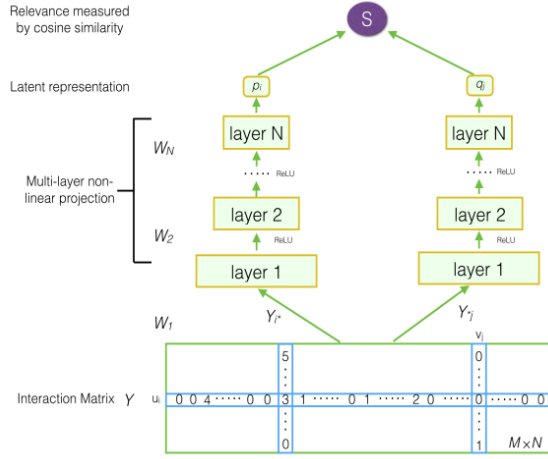 Relevance measured
by cosine similarity
S
Latent representation
pᵢ
qⱼ
layer N
layer N
W_N
······ ReLU
······ ReLU
Multi-layer non-
linear projection
layer 2
layer 2
W₂
ReLU
ReLU
layer 1
layer 1
Yᵢ*
Y*ⱼ
W₁
vⱼ
5
0
Interaction Matrix Y
uᵢ
0 0 4 ····· 0 0 3 1 ····· 0 1 ····· 2 0 ····· 0 ····· 0 0
0
1
M×N